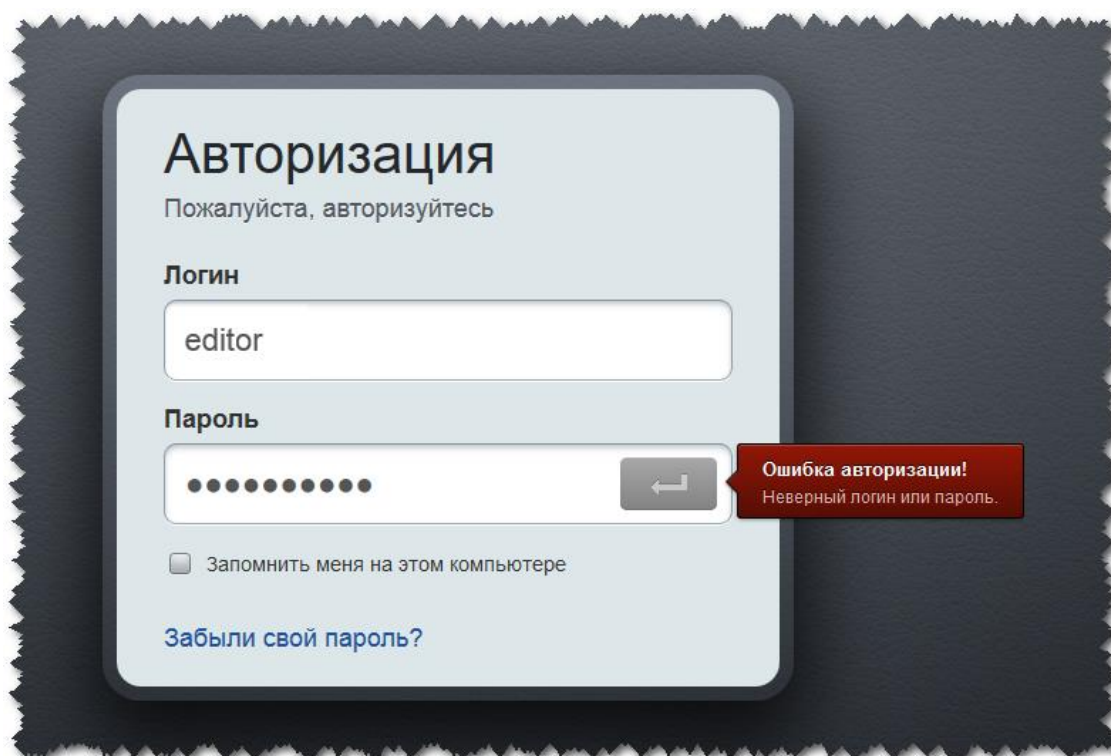 Авторизация
Пожалуйста, авторизуйтесь
Логин
editor
Пароль
●●●●●●●●●●
Ошибка авторизации!
Неверный логин или пароль.
Запомнить меня на этом компьютере
Забыли свой пароль?